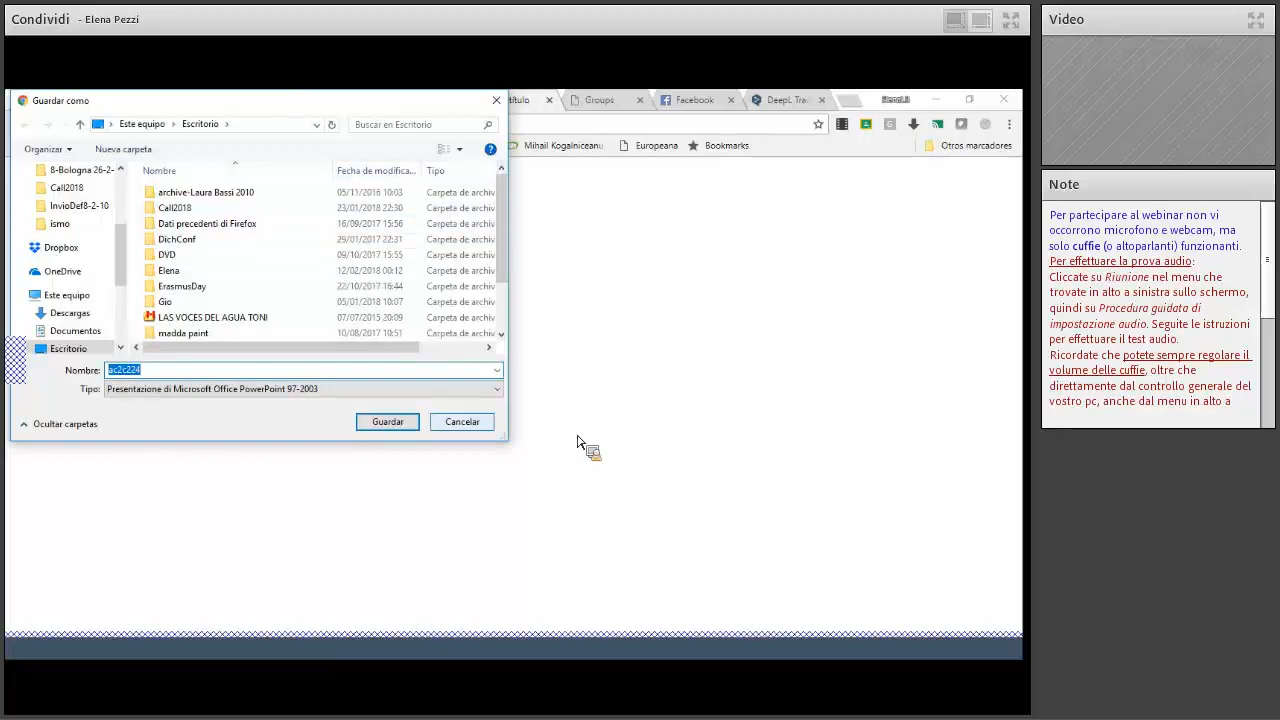 Condividi - Elena Pezzi
Video
Guardar como
título
Groups
Facebook
DeepL Tra
Este equipo
Escritorio
Buscar en Escritorio
Organizar
Nueva carpeta
Mihail Kogalniceanu
Europeana
Bookmarks
Otros marcadores
Nombre
Fecha de modifica...
Tipo
8-Bologna 26-2-
Call2018
InvioDef8-2-10
ismo
Dropbox
OneDrive
Este equipo
Descargas
Documentos
Escritorio
archive-Laura Bassi 2010 05/11/2016 10:03 Carpeta de archiv
Call2018 23/01/2018 22:30 Carpeta de archiv
Dati precedenti di Firefox 16/09/2017 15:56 Carpeta de archiv
DichConf 29/01/2017 22:31 Carpeta de archiv
DVD 09/10/2017 15:55 Carpeta de archiv
Elena 12/02/2018 00:12 Carpeta de archiv
ErasmusDay 22/10/2017 16:44 Carpeta de archiv
Gio 05/01/2018 10:07 Carpeta de archiv
LAS VOCES DEL AGUA TONI 07/07/2015 20:09 Carpeta de archiv
madda paint 10/08/2017 10:51 Carpeta de archiv
Nombre: ac2c224
Tipo: Presentazione di Microsoft Office PowerPoint 97-2003
Ocultar carpetas
Guardar
Cancelar
Note
Per partecipare al webinar non vi
occorrono microfono e webcam, ma
solo cuffie (o altoparlanti) funzionanti.
Per effettuare la prova audio:
Cliccate su Riunione nel menu che
trovate in alto a sinistra sullo schermo,
quindi su Procedura guidata di
impostazione audio. Seguite le istruzioni
per effettuare il test audio.
Ricordate che potete sempre regolare il
volume delle cuffie, oltre che
direttamente dal controllo generale del
vostro pc, anche dal menu in alto a